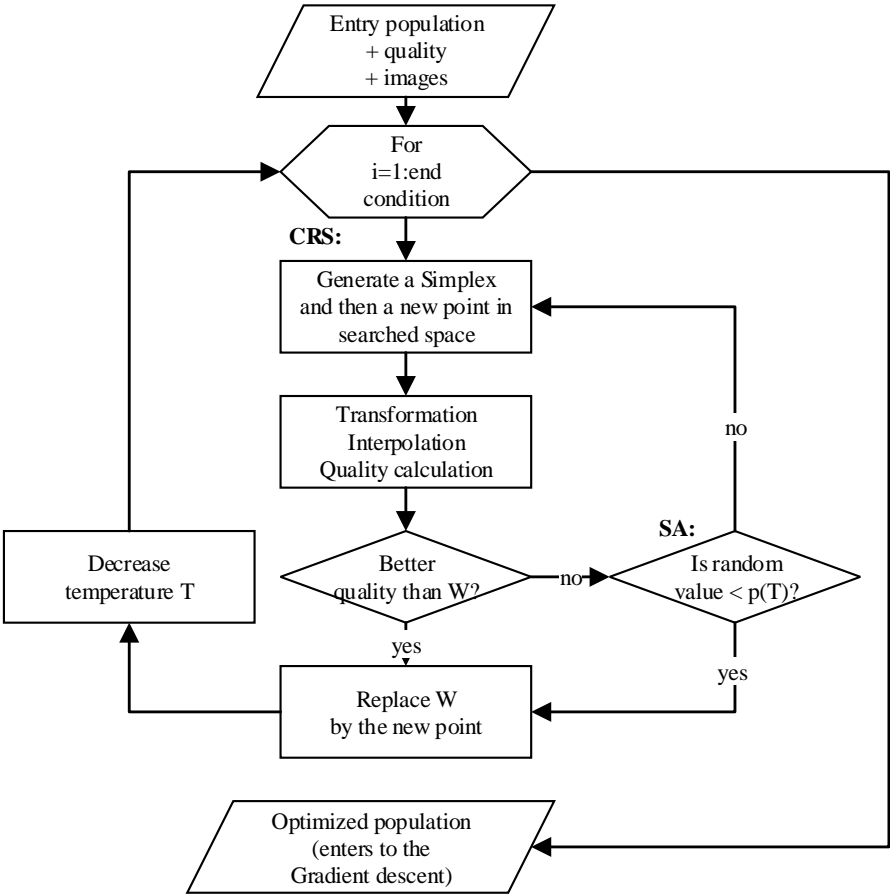 Entry population
+ quality
+ images
For
i=1:end
condition
CRS:
Generate a Simplex
and then a new point in
searched space
Transformation
Interpolation
Quality calculation
no
SA:
Decrease
temperature T
Better
quality than W?
no
Is random
value < p(T)?
yes
yes
Replace W
by the new point
Optimized population
(enters to the
Gradient descent)